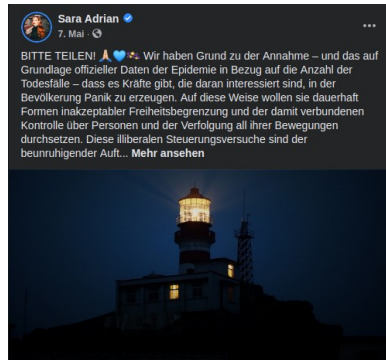 Sara Adrian
7. Mai ·
BITTE TEILEN! 🙏💙 Wir haben Grund zu der Annahme – und das auf
Grundlage offizieller Daten der Epidemie in Bezug auf die Anzahl der
Todesfälle – dass es Kräfte gibt, die daran interessiert sind, in der
Bevölkerung Panik zu erzeugen. Auf diese Weise wollen sie dauerhaft
Formen inakzeptabler Freiheitsbegrenzung und der damit verbundenen
Kontrolle über Personen und der Verfolgung all ihrer Bewegungen
durchsetzen. Diese illiberalen Steuerungsversuche sind der
beunruhigender Auft... Mehr ansehen